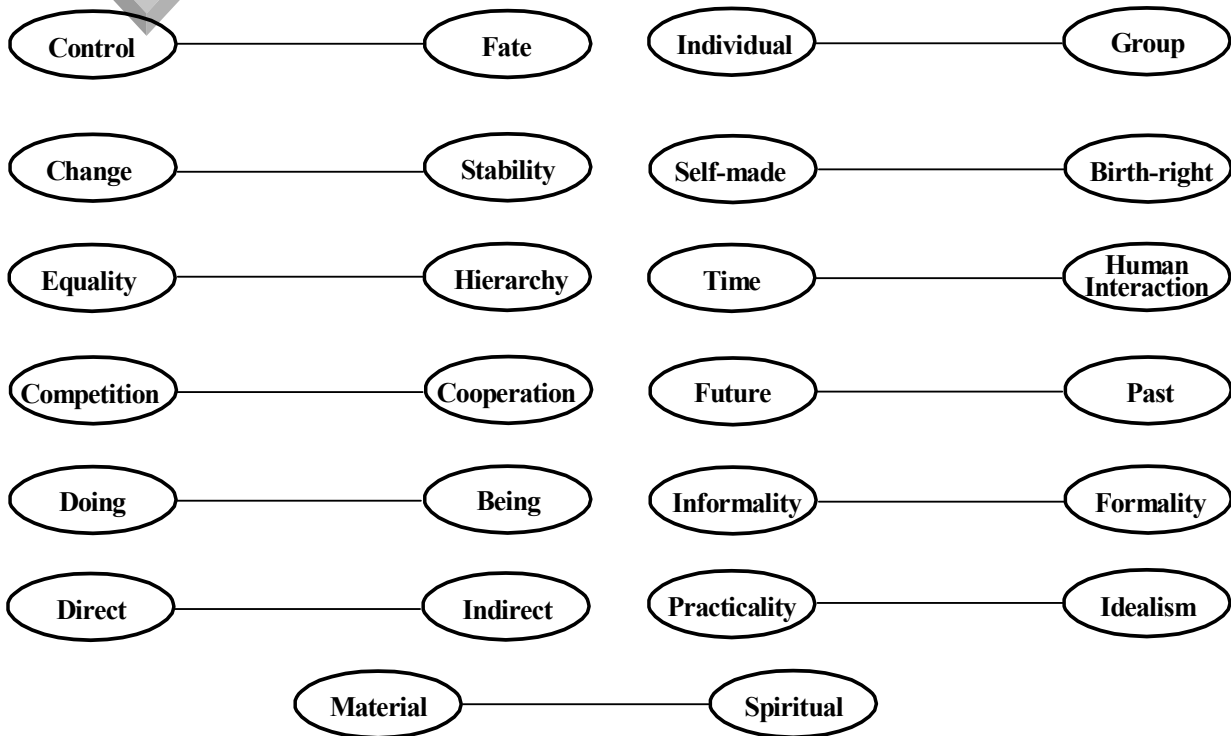 Control Fate Individual Group
Change Stability Self-made Birth-right
Equality Hierarchy Time Human
Interaction
Competition Cooperation Future Past
Doing Being Informality Formality
Direct Indirect Practicality Idealism
Material Spiritual